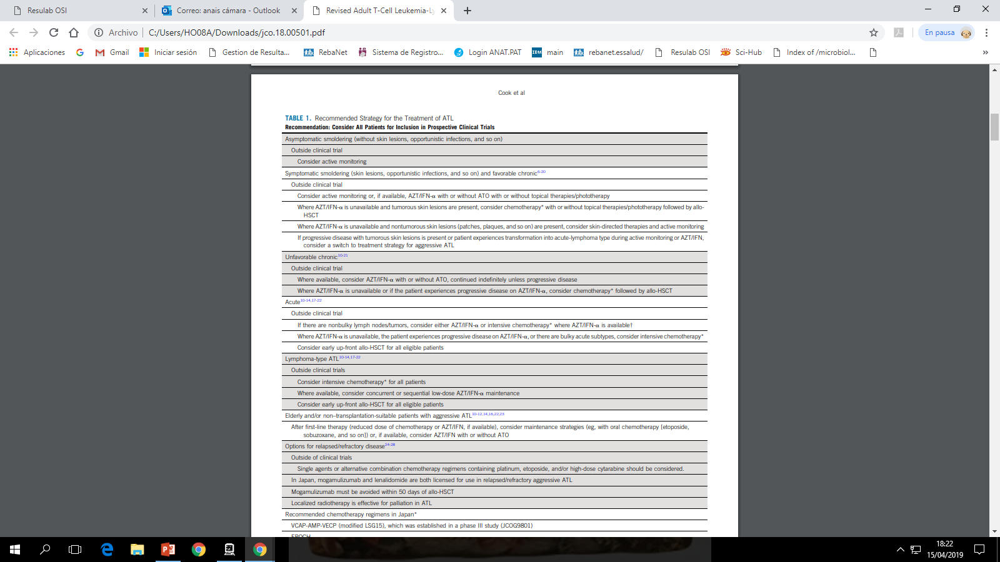 Resulab OSI
Correo: anais cámara - Outlook
Revised Adult T-Cell Leukemia-Ly
Archivo
C:/Users/HO08A/Downloads/jco.18.00501.pdf
En pausa
Aplicaciones
Gmail
Iniciar sesión
Gestion de Resulta...
RebaNet
Sistema de Registro...
Login ANAT.PAT
IBM
main
rebanet.essalud/
Resulab OSI
Sci-Hub
Index of /microbiol...
»
Cook et al
TABLE 1. Recommended Strategy for the Treatment of ATL
Recommendation: Consider All Patients for Inclusion in Prospective Clinical Trials
Asymptomatic smoldering (without skin lesions, opportunistic infections, and so on)
Outside clinical trial
Consider active monitoring
Symptomatic smoldering (skin lesions, opportunistic infections, and so on) and favorable chronic6-20
Outside clinical trial
Consider active monitoring or, if available, AZT/IFN-α with or without ATO with or without topical therapies/phototherapy
Where AZT/IFN-α is unavailable and tumorous skin lesions are present, consider chemotherapy* with or without topical therapies/phototherapy followed by allo-
HSCT
Where AZT/IFN-α is unavailable and nontumorous skin lesions (patches, plaques, and so on) are present, consider skin-directed therapies and active monitoring
If progressive disease with tumorous skin lesions is present or patient experiences transformation into acute-lymphoma type during active monitoring or AZT/IFN,
consider a switch to treatment strategy for aggressive ATL
Unfavorable chronic10-21
Outside clinical trial
Where available, consider AZT/IFN-α with or without ATO, continued indefinitely unless progressive disease
Where AZT/IFN-α is unavailable or if the patient experiences progressive disease on AZT/IFN-α, consider chemotherapy* followed by allo-HSCT
Acute10-14,17-22
Outside clinical trial
If there are nonbulky lymph nodes/tumors, consider either AZT/IFN-α or intensive chemotherapy* where AZT/IFN-α is available†
Where AZT/IFN-α is unavailable, the patient experiences progressive disease on AZT/IFN-α, or there are bulky acute subtypes, consider intensive chemotherapy*
Consider early up-front allo-HSCT for all eligible patients
Lymphoma-type ATL10-14,17-22
Outside clinical trials
Consider intensive chemotherapy* for all patients
Where available, consider concurrent or sequential low-dose AZT/IFN-α maintenance
Consider early up-front allo-HSCT for all eligible patients
Elderly and/or non–transplantation-suitable patients with aggressive ATL10-12,14,16,22,23
After first-line therapy (reduced dose of chemotherapy or AZT/IFN, if available), consider maintenance strategies (eg, with oral chemotherapy [etoposide,
sobuzoxane, and so on]) or, if available, consider AZT/IFN with or without ATO
Options for relapsed/refractory disease24-28
Outside of clinical trials
Single agents or alternative combination chemotherapy regimens containing platinum, etoposide, and/or high-dose cytarabine should be considered.
In Japan, mogamulizumab and lenalidomide are both licensed for use in relapsed/refractory aggressive ATL
Mogamulizumab must be avoided within 50 days of allo-HSCT
Localized radiotherapy is effective for palliation in ATL
Recommended chemotherapy regimens in Japan*
VCAP-AMP-VECP (modified LSG15), which was established in a phase III study (JCOG9801)
EPOCH
18:22
15/04/2019